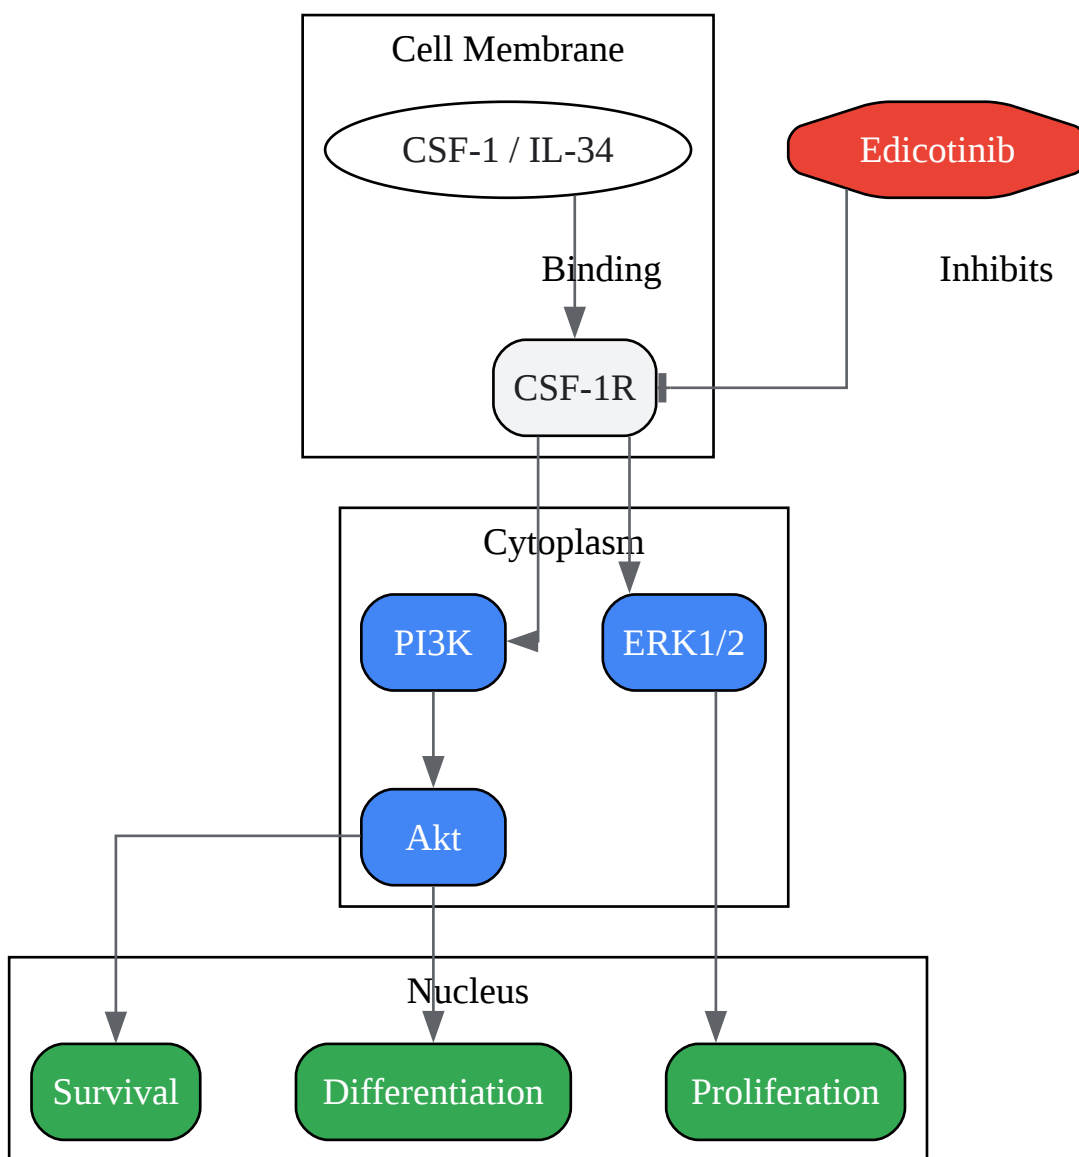 Cell Membrane
CSF-1 / IL-34
Edicotinib
Binding
Inhibits
CSF-1R
Cytoplasm
PI3K
ERK1/2
Akt
Nucleus
Survival
Differentiation
Proliferation